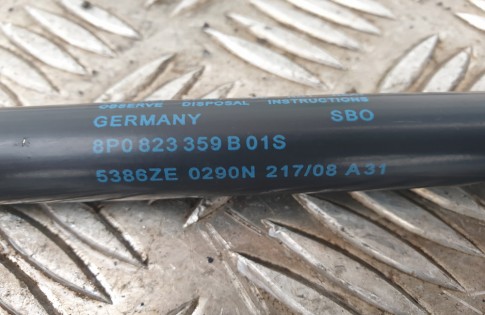 OBSERVE DISPOSAL INSTRUCTIONS
GERMANY SBO
8P0 823 359 B 01S
5386ZE 0290N 217/08 A31